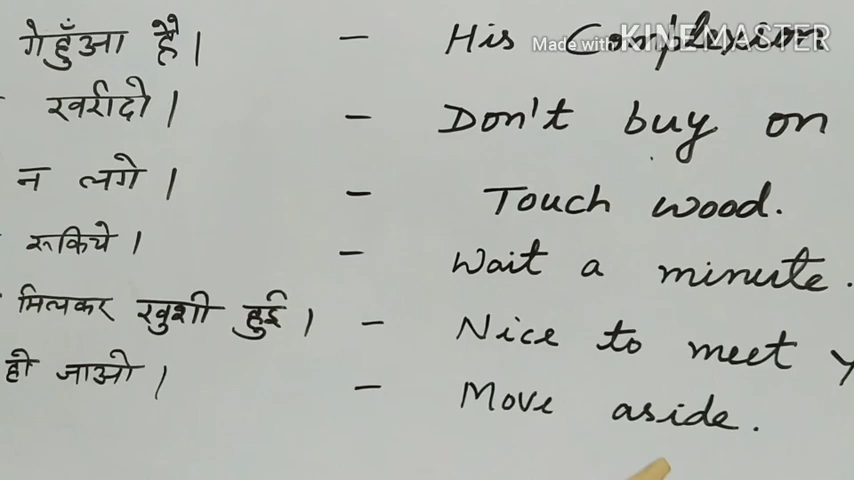 गेहुँआ है। - His Complexion
Made with KINEMASTER
खरीदो। - Don't buy on
न लगे। - Touch wood.
रूकिये। - Wait a minute.
मिलकर खुशी हुई। - Nice to meet
हो जाओ। - Move aside.